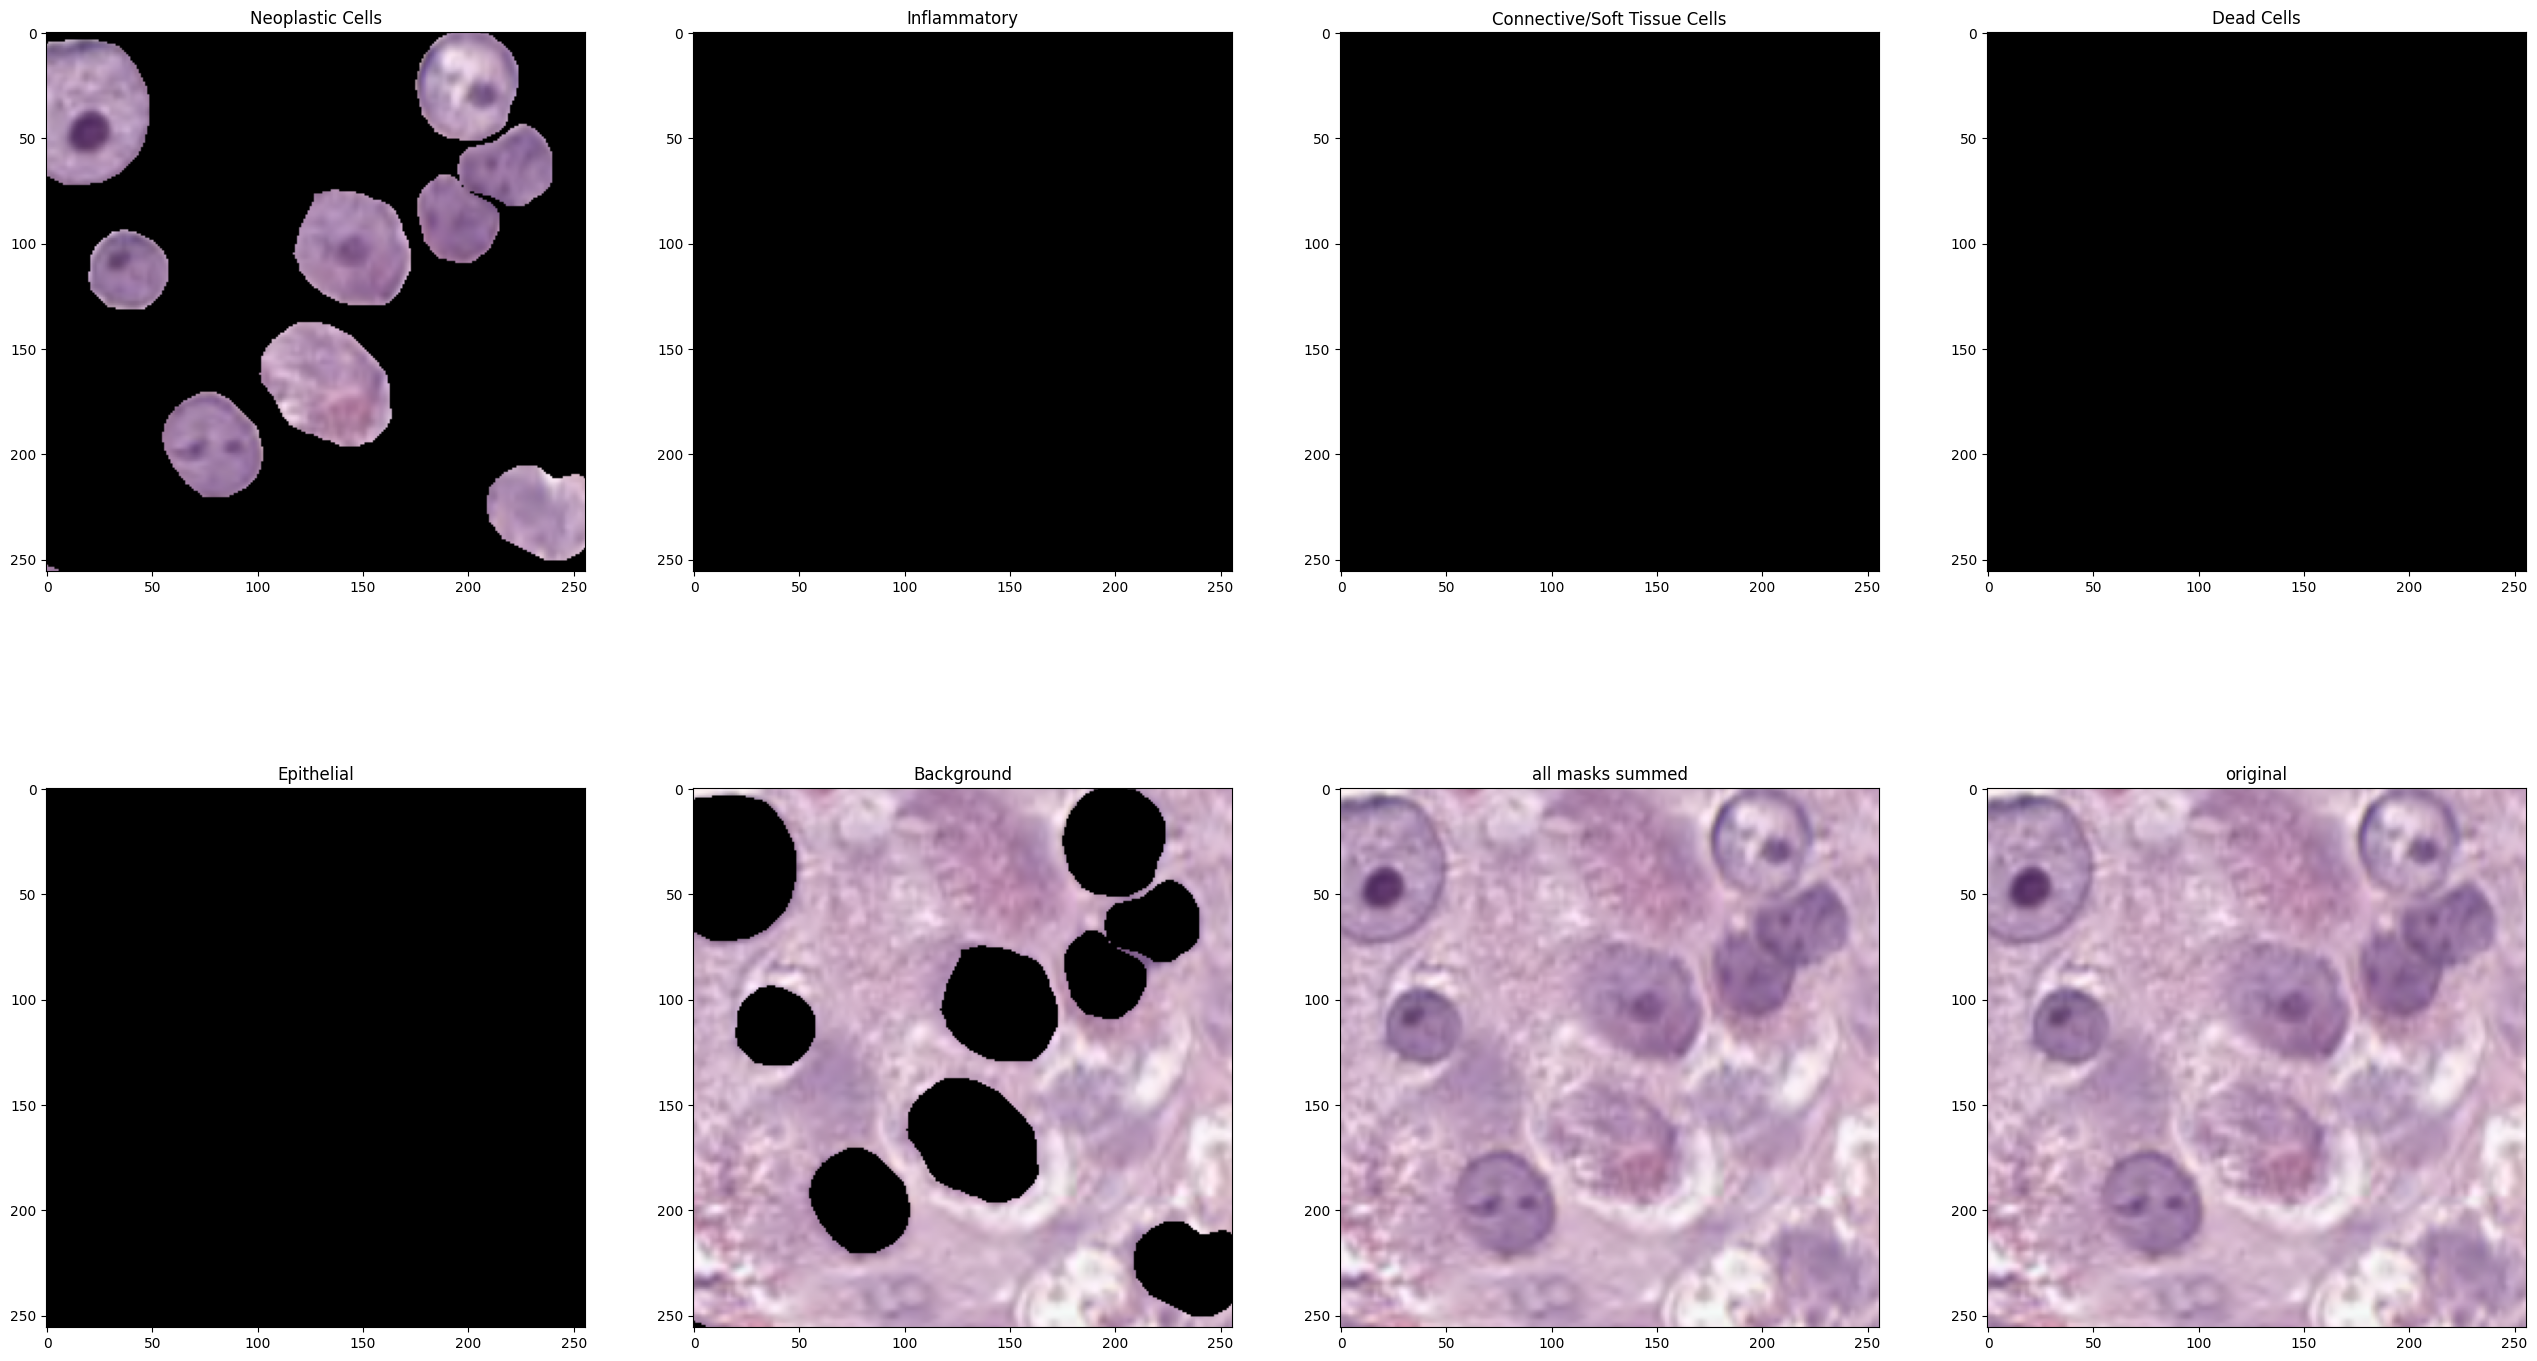 Neoplastic Cells
Inflammatory
Connective/Soft Tissue Cells
Dead Cells
0 0 0 0
50 50 50 50
100 100 100 100
150 150 150 150
200 200 200 200
250 250 250 250
0 50 100 150 200 250
0 50 100 150 200 250
0 50 100 150 200 250
0 50 100 150 200 250
Epithelial
Background
all masks summed
original
0 0 0 0
50 50 50 50
100 100 100 100
150 150 150 150
200 200 200 200
250 250 250 250
0 50 100 150 200 250
0 50 100 150 200 250
0 50 100 150 200 250
0 50 100 150 200 250